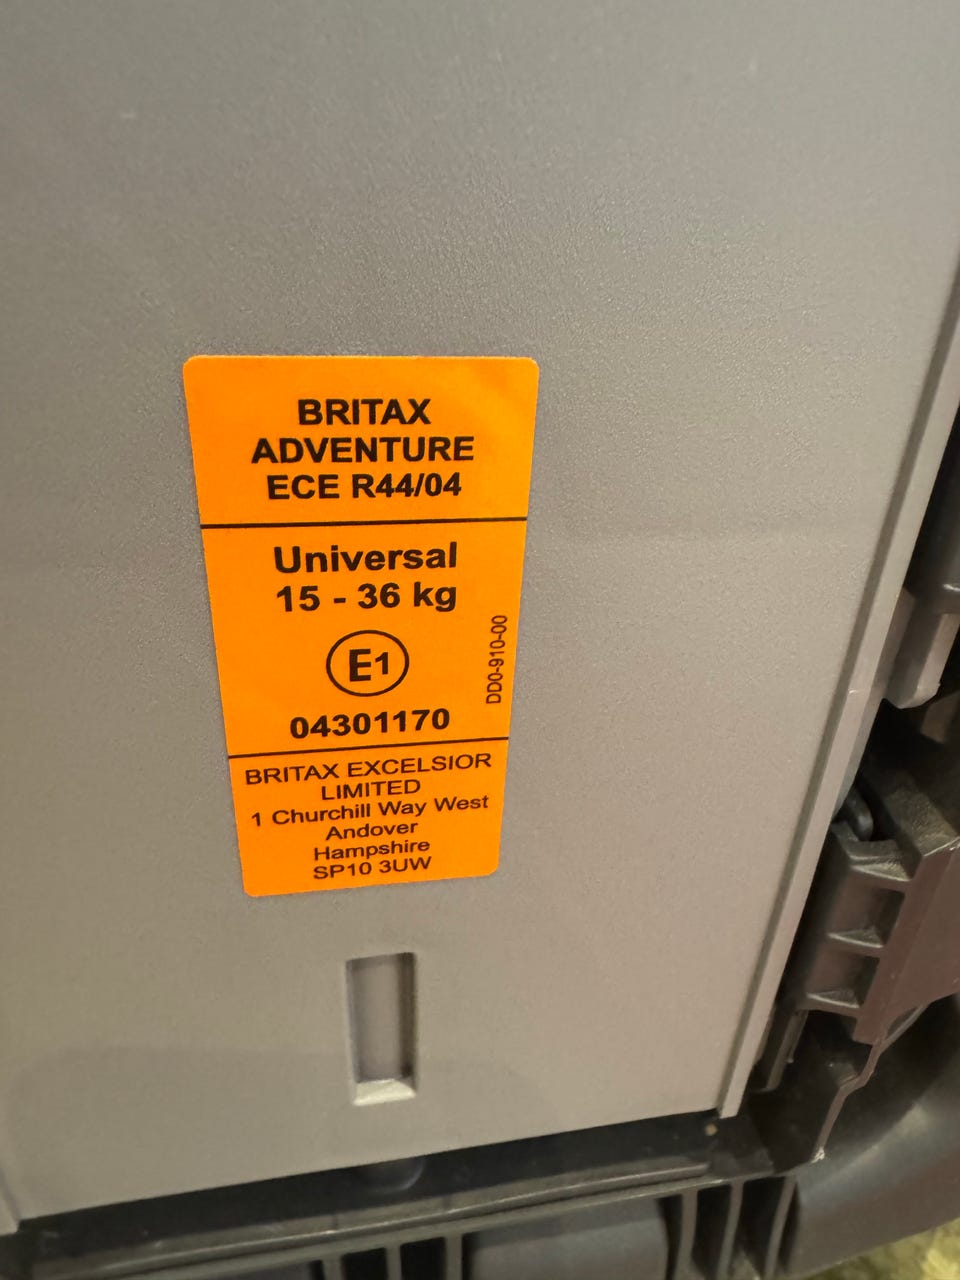 BRITAX
ADVENTURE
ECE R44/04
Universal
15 - 36 kg
E1
DD0-910-00
04301170
BRITAX EXCELSIOR
LIMITED
1 Churchill Way West
Andover
Hampshire
SP10 3UW